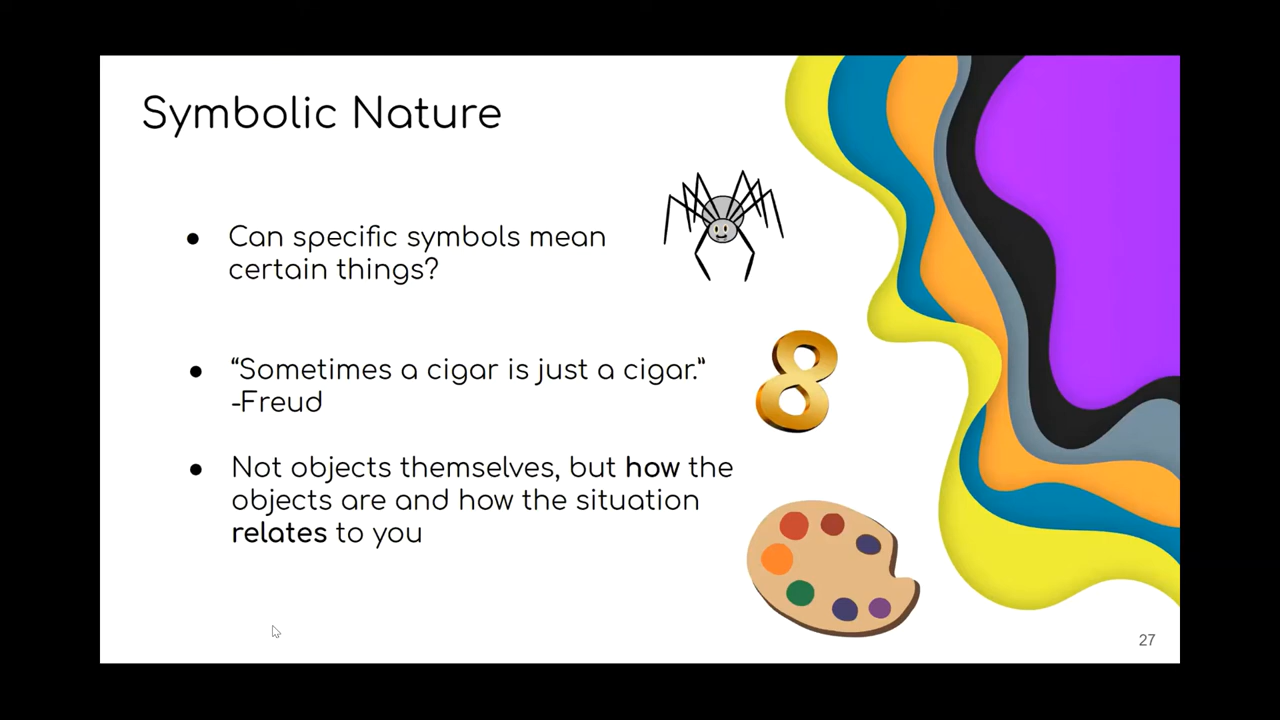 Symbolic Nature
● Can specific symbols mean
certain things?
● “Sometimes a cigar is just a cigar.”
-Freud
● Not objects themselves, but how the
objects are and how the situation
relates to you
8
27